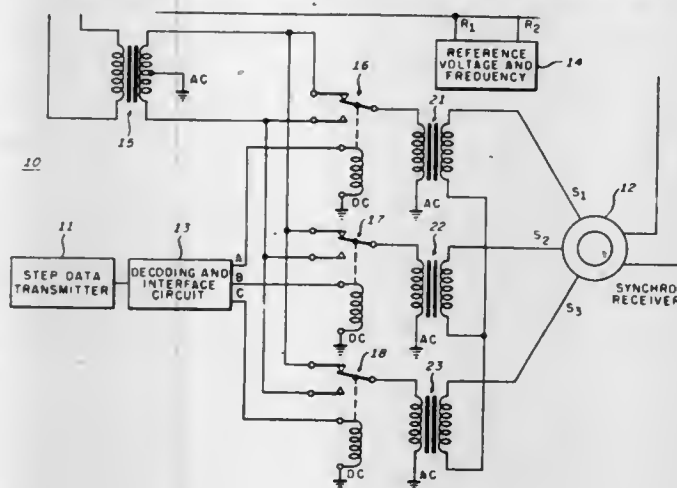 R1
R2
REFERENCE
VOLTAGE AND
FREQUENCY
14
16
AC
15
21
10
12
S1
DC
AC
11
13
17
22
S2
STEP DATA
TRANSMITTER
DECODING AND
INTERFACE
CIRCUIT
A
B
C
SYNCHRO
RECEIVER
S3
DC
AC
18
23
DC
AC